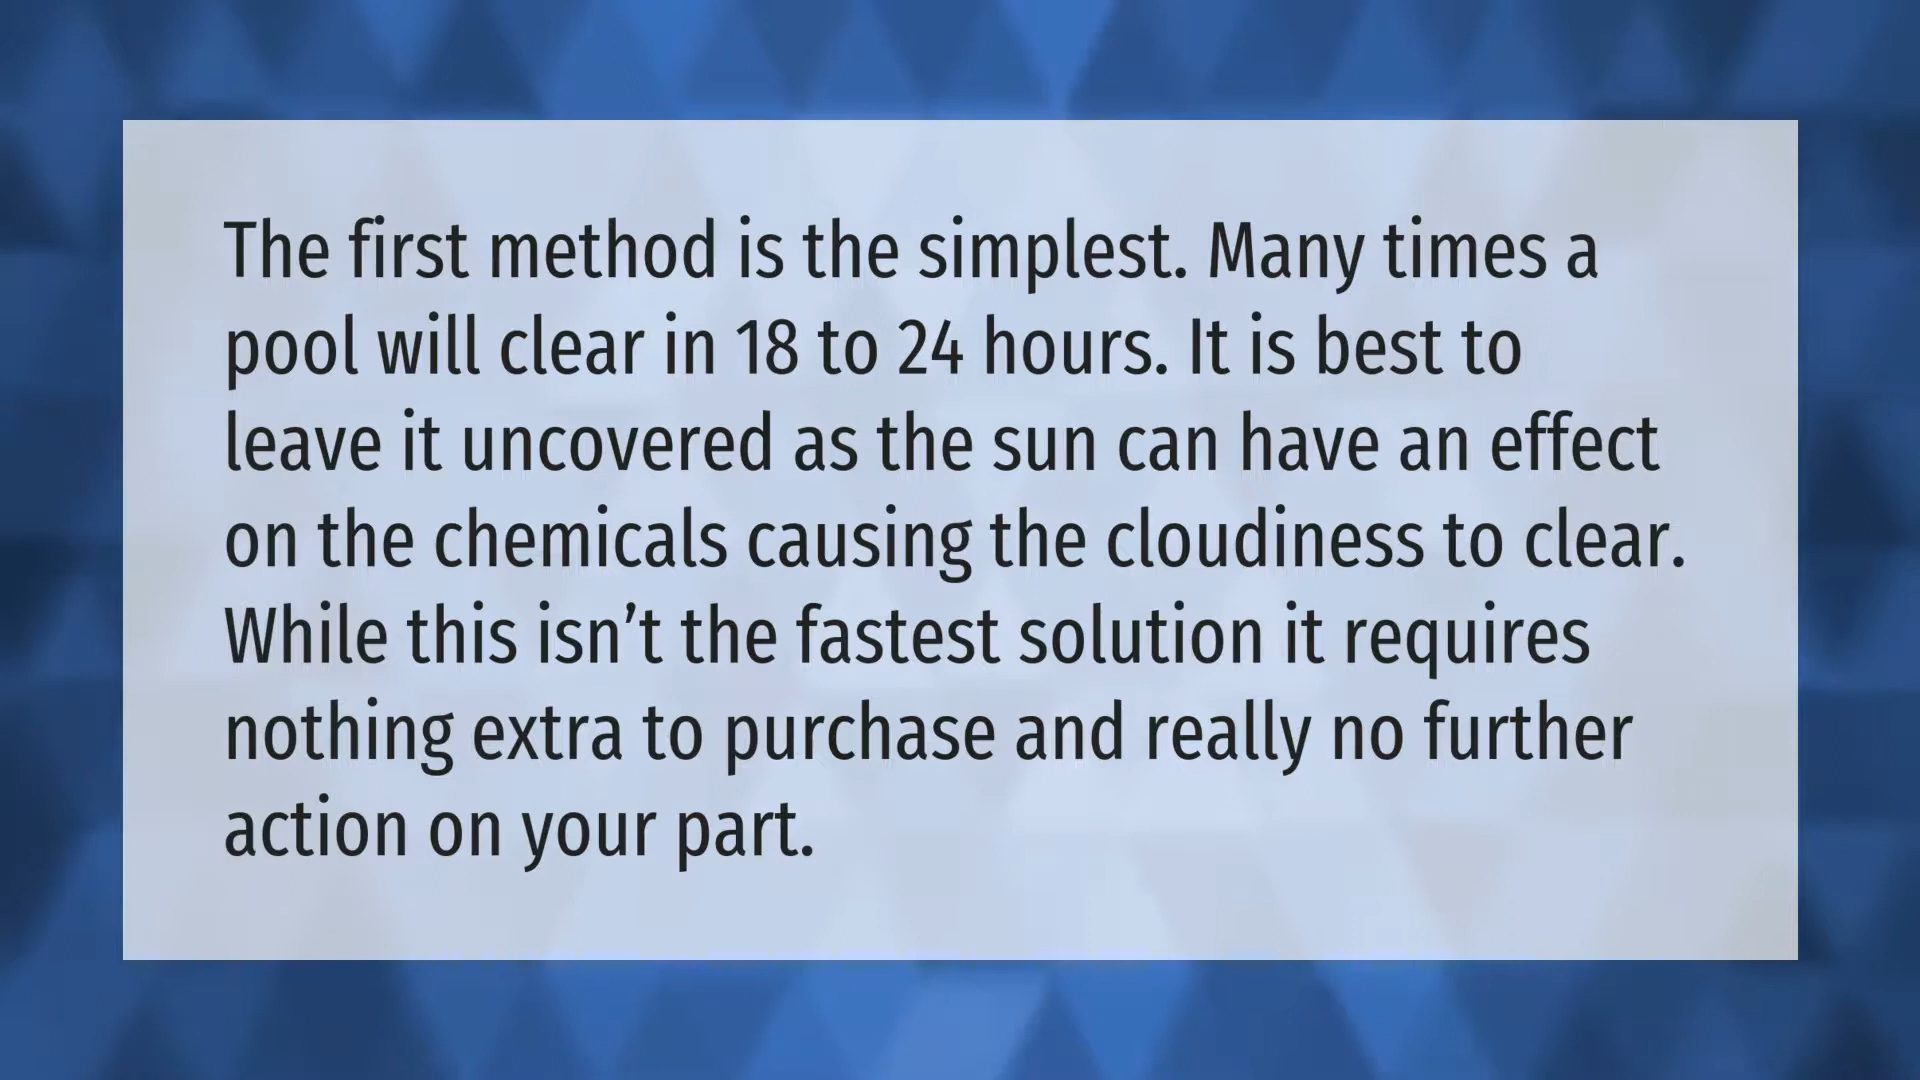 The first method is the simplest. Many times a
pool will clear in 18 to 24 hours. It is best to
leave it uncovered as the sun can have an effect
on the chemicals causing the cloudiness to clear.
While this isn’t the fastest solution it requires
nothing extra to purchase and really no further
action on your part.